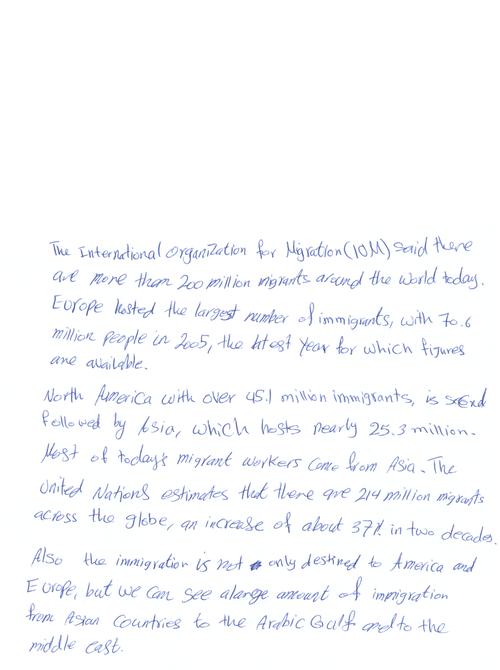 The International Organization for Migration (IOM) said there
are more than 200 million migrants around the world today.
Europe hosted the largest number of immigrants, with 70.6
million people in 2005, the latest year for which figures
are available.
North America with over 45.1 million immigrants, is second
followed by Asia, which hosts nearly 25.3 million.
Most of today's migrant workers come from Asia. The
United Nations estimates that there are 214 million migrants
across the globe, an increase of about 37% in two decades.
Also the immigration is not only destined to America and
Europe, but we can see a large amount of immigration
from Asian Countries to the Arabic Gulf and to the
middle east.